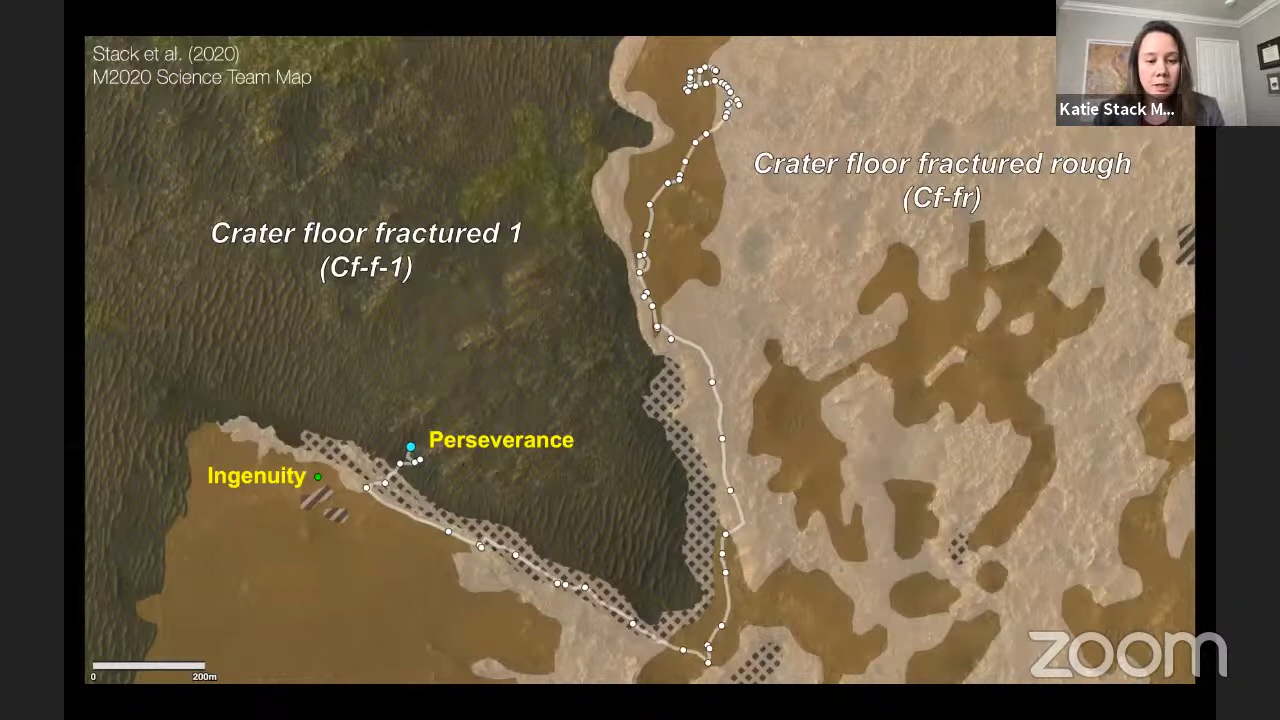 Stack et al. (2020)
M2020 Science Team Map
Katie Stack M...
Crater floor fractured rough
(Cf-fr)
Crater floor fractured 1
(Cf-f-1)
Perseverance
Ingenuity
0 200m
zoom